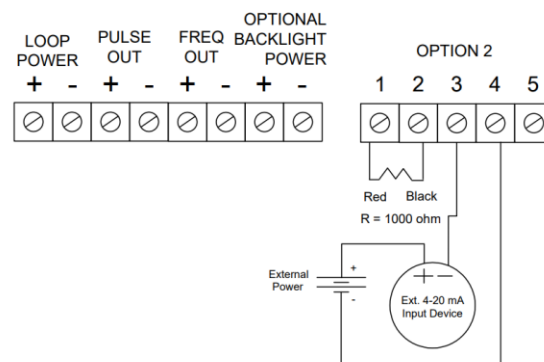 LOOP POWER
PULSE OUT
FREQ OUT
OPTIONAL BACKLIGHT POWER
+ - + - + - + -
OPTION 2
1 2 3 4 5
Red Black
R = 1000 ohm
External Power
+
-
+ -
Ext. 4-20 mA
Input Device